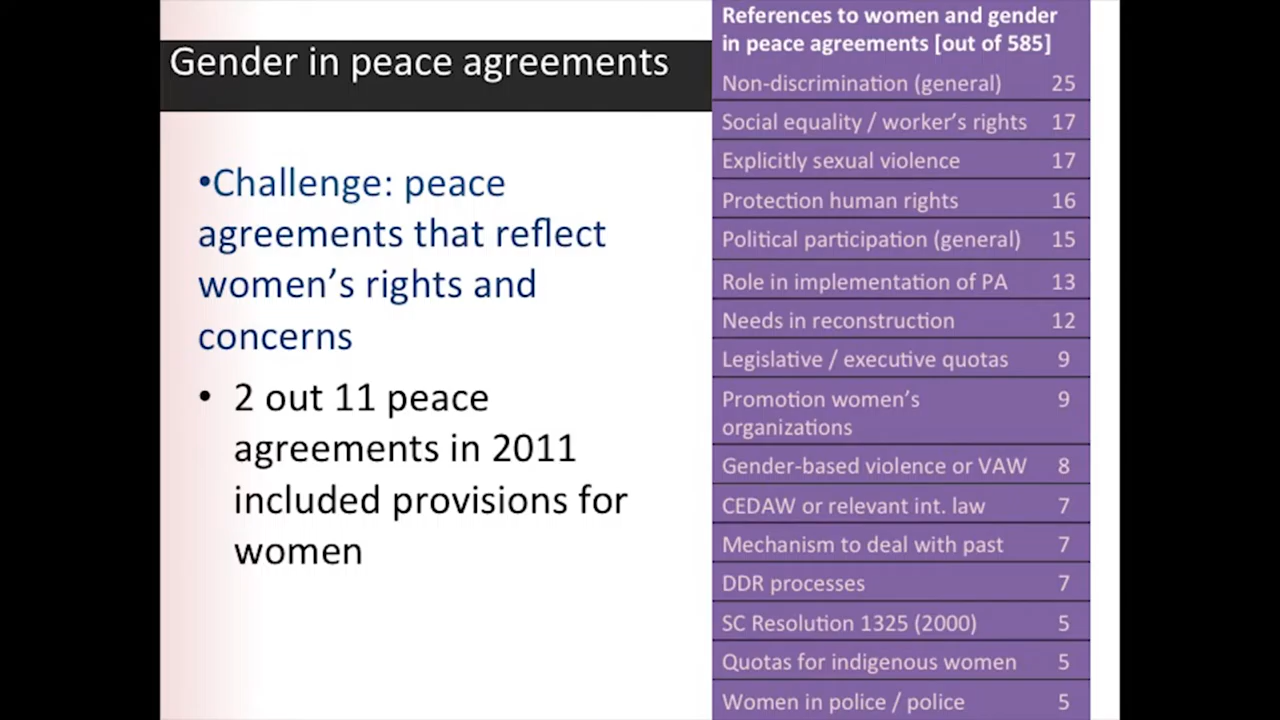 Gender in peace agreements
•Challenge: peace
agreements that reflect
women's rights and
concerns
• 2 out 11 peace
agreements in 2011
included provisions for
women
References to women and gender
in peace agreements [out of 585]
Non-discrimination (general) 25
Social equality / worker's rights 17
Explicitly sexual violence 17
Protection human rights 16
Political participation (general) 15
Role in implementation of PA 13
Needs in reconstruction 12
Legislative / executive quotas 9
Promotion women's 9
organizations
Gender-based violence or VAW 8
CEDAW or relevant int. law 7
Mechanism to deal with past 7
DDR processes 7
SC Resolution 1325 (2000) 5
Quotas for indigenous women 5
Women in police / police 5